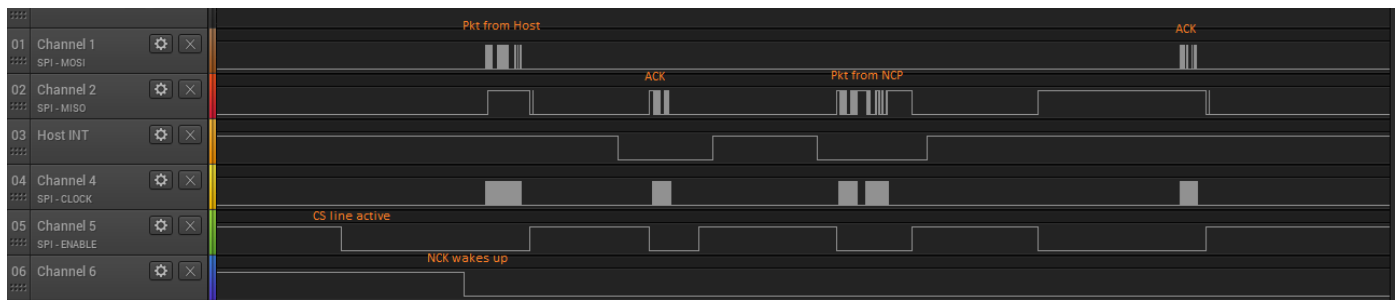 Pkt from Host
ACK
01 Channel 1
SPI - MOSI
ACK
Pkt from NCP
02 Channel 2
SPI - MISO
03 Host INT
04 Channel 4
SPI - CLOCK
CS line active
05 Channel 5
SPI - ENABLE
NCK wakes up
06 Channel 6